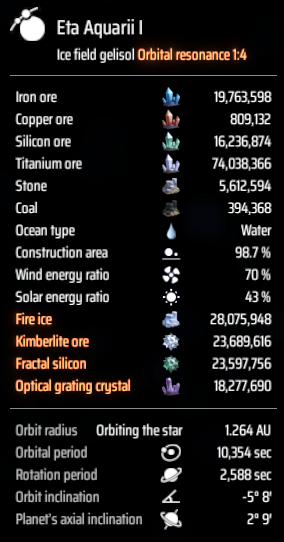 Eta Aquarii I
Ice field gelisol Orbital resonance 1:4
Iron ore 19,763,598
Copper ore 809,132
Silicon ore 16,236,874
Titanium ore 74,038,366
Stone 5,612,594
Coal 394,368
Ocean type Water
Construction area 98.7 %
Wind energy ratio 70 %
Solar energy ratio 43 %
Fire ice 28,075,948
Kimberlite ore 23,689,616
Fractal silicon 23,597,756
Optical grating crystal 18,277,690
Orbit radius Orbiting the star 1.264 AU
Orbital period 10,354 sec
Rotation period 2,588 sec
Orbit inclination -5° 8'
Planet's axial inclination 2° 9'